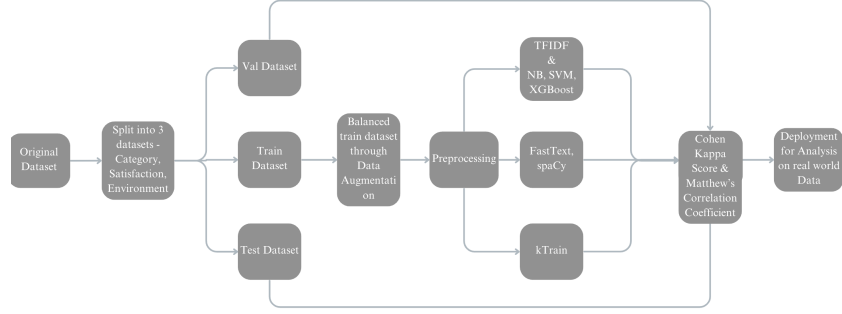 Original
Dataset
Split into 3
datasets -
Category,
Satisfaction,
Environment
Val Dataset
Train
Dataset
Test Dataset
Balanced
train dataset
through
Data
Augmentati
on
Preprocessing
TFIDF
&
NB, SVM,
XGBoost
FastText,
spaCy
kTrain
Cohen
Kappa
Score &
Matthew's
Correlation
Coefficient
Deployment
for Analysis
on real world
Data